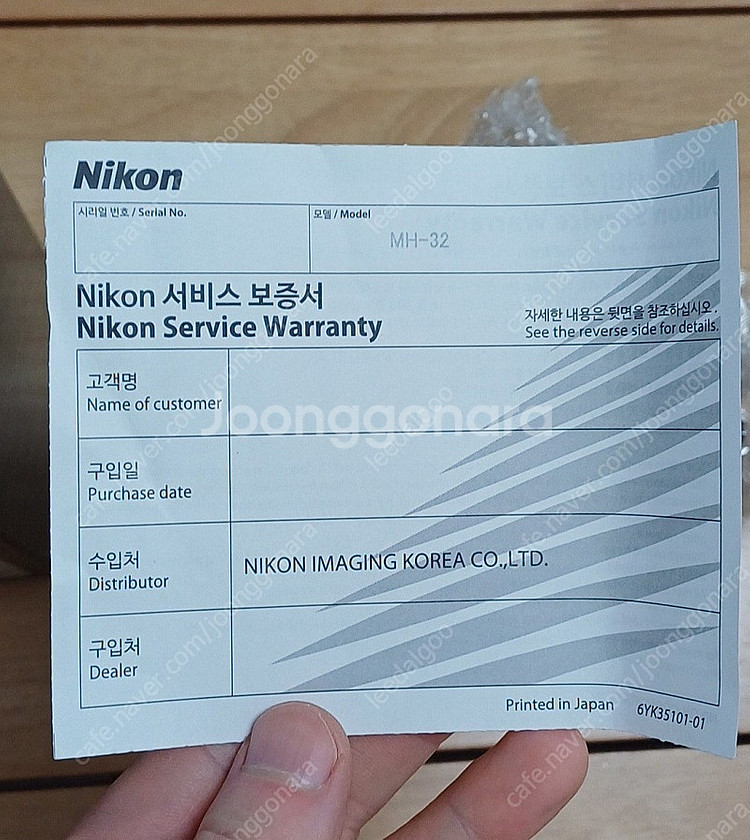 Nikon
시리얼 번호 / Serial No.
모델 / Model
MH-32
Nikon 서비스 보증서
Nikon Service Warranty
자세한 내용은 뒷면을 참조하십시오.
See the reverse side for details.
고객명
Name of customer
구입일
Purchase date
수입처
Distributor
NIKON IMAGING KOREA CO.,LTD.
구입처
Dealer
Printed in Japan
6YK35101-01
Joonggonara
cafe.naver.com/joonggonara
leedalgoo